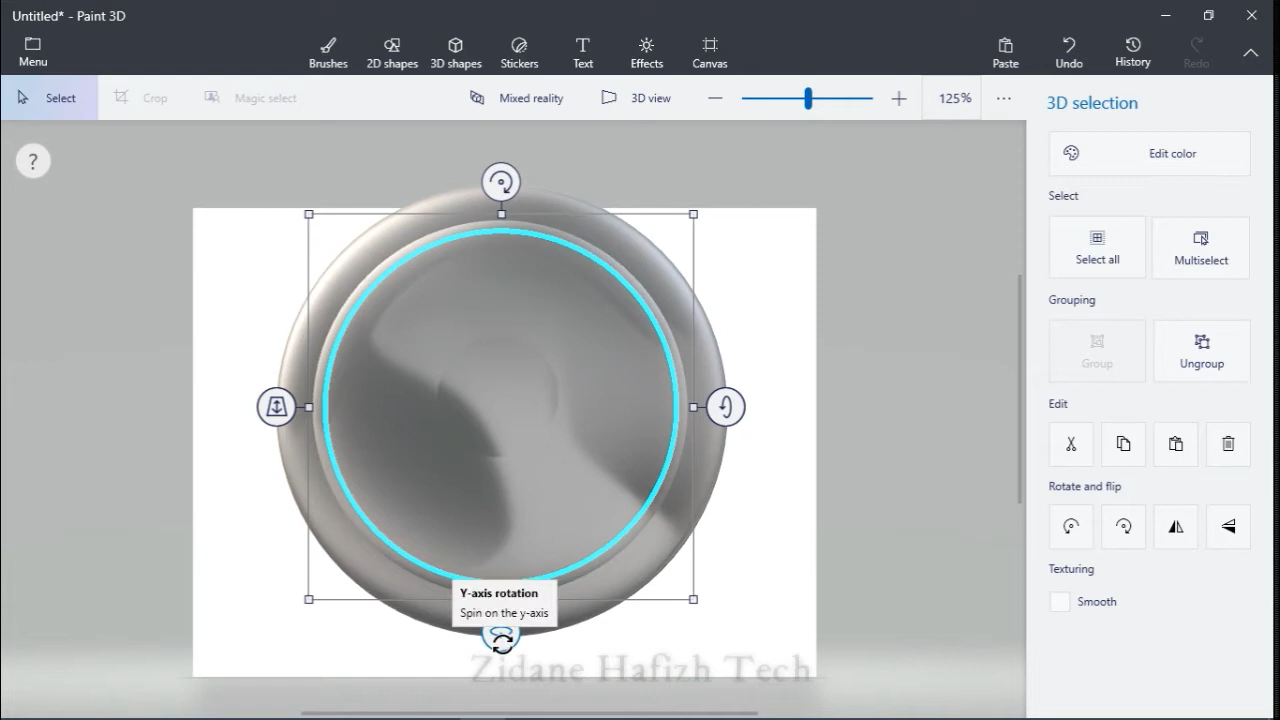 Untitled* - Paint 3D
Menu
Brushes
2D shapes
3D shapes
Stickers
Text
Effects
Canvas
Paste
Undo
History
Redo
Select
Crop
Magic select
Mixed reality
3D view
125%
3D selection
?
Edit color
Select
Select all
Multiselect
Grouping
Group
Ungroup
Edit
Rotate and flip
Texturing
Smooth
Y-axis rotation
Spin on the y-axis
Zidane Hafizh Tech